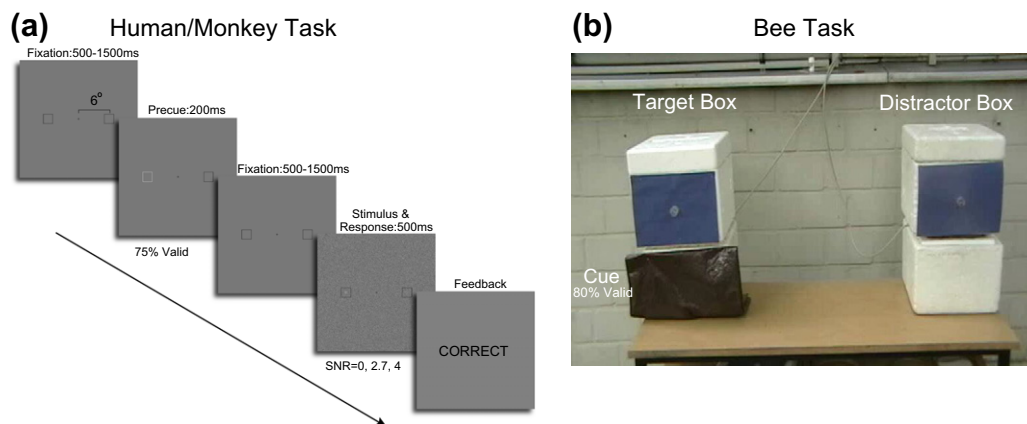 (a) Human/Monkey Task
Fixation:500-1500ms
6°
Precue:200ms
75% Valid
Fixation:500-1500ms
Stimulus &
Response:500ms
SNR=0, 2.7, 4
Feedback
CORRECT
(b) Bee Task
Target Box
Distractor Box
Cue
80% Valid